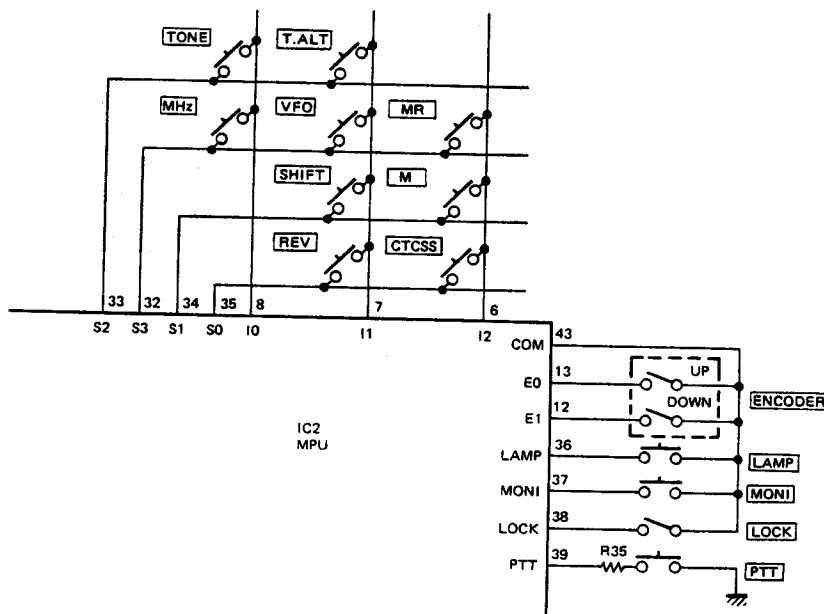 TONE T.ALT
MHz VFO MR
SHIFT M
REV CTCSS
33 32 34 35 8 7 6
S2 S3 S1 S0 I0 I1 I2
COM 43
UP
E0 13
DOWN
ENCODER
E1 12
IC2
MPU
LAMP 36 LAMP
MONI 37 MONI
LOCK 38 LOCK
PTT 39 R35 PTT